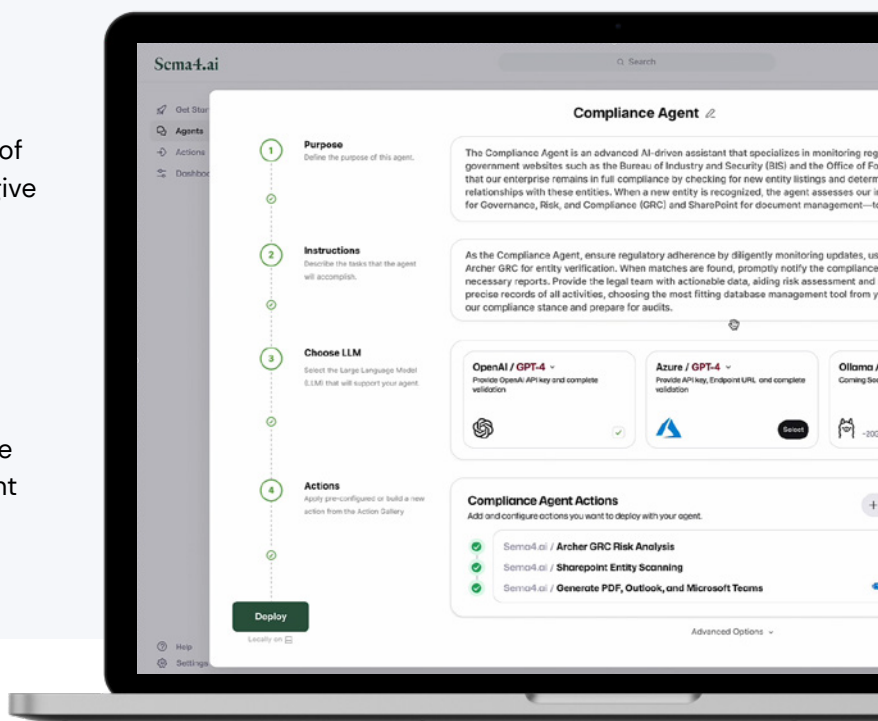 of
ive
e
nt
Sema4.ai
Search
Get Star
Agents
Actions
Dashboa
Help
Settings
Compliance Agent
1
Purpose
Define the purpose of this agent.
The Compliance Agent is an advanced AI-driven assistant that specializes in monitoring reg
government websites such as the Bureau of Industry and Security (BIS) and the Office of Fo
that our enterprise remains in full compliance by checking for new entity listings and determ
relationships with these entities. When a new entity is recognized, the agent assesses our i
for Governance, Risk, and Compliance (GRC) and SharePoint for document management—to
2
Instructions
Describe the tasks that the agent
will accomplish.
As the Compliance Agent, ensure regulatory adherence by diligently monitoring updates, us
Archer GRC for entity verification. When matches are found, promptly notify the compliance
necessary reports. Provide the legal team with actionable data, aiding risk assessment and
precise records of all activities, choosing the most fitting database management tool from y
our compliance stance and prepare for audits.
3
Choose LLM
Select the Large Language Model
(LLM) that will support your agent.
OpenAI / GPT-4
Provide OpenAI API key and complete
validation
Azure / GPT-4
Provide API key, Endpoint URL and complete
validation
Select
Ollama /
Coming Soo
~20G
4
Actions
Apply pre-configured or build a new
action from the Action Gallery
Compliance Agent Actions
Add and configure actions you want to deploy with your agent.
Sema4.ai / Archer GRC Risk Analysis
Sema4.ai / Sharepoint Entity Scanning
Sema4.ai / Generate PDF, Outlook, and Microsoft Teams
Deploy
Locally on
Advanced Options